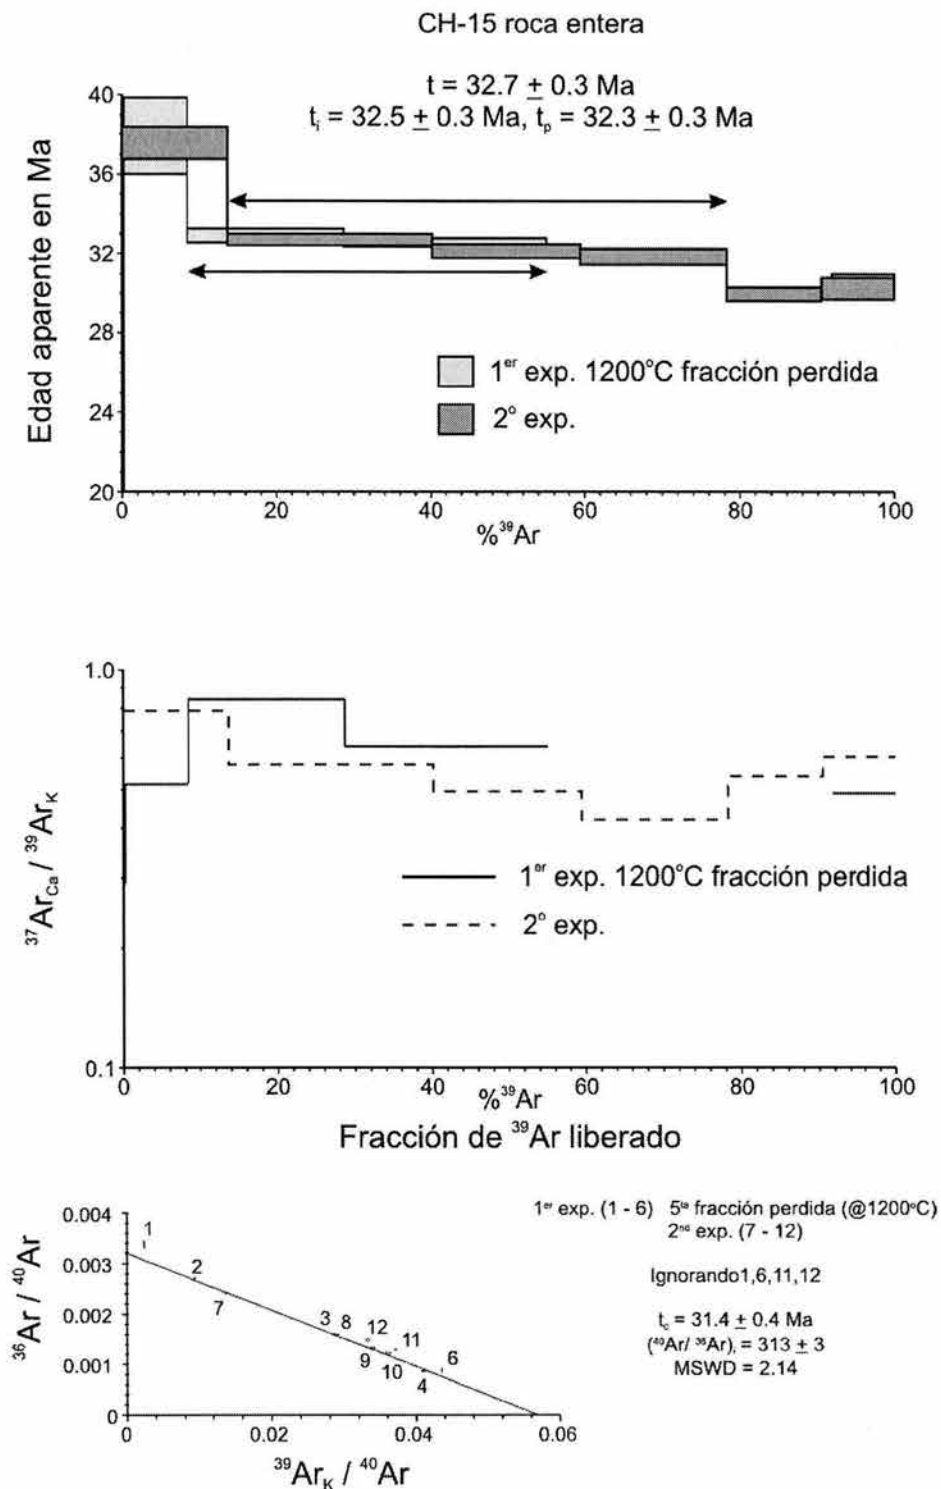 CH-15 roca entera
t = 32.7 ± 0.3 Ma
tᵢ = 32.5 ± 0.3 Ma, tₚ = 32.3 ± 0.3 Ma
Edad aparente en Ma
40
36
32
28
24
20
1ᵉʳ exp. 1200°C fracción perdida
2° exp.
0 20 40 60 80 100
%³⁹Ar
³⁷Ar_Ca / ³⁹Ar_K
1.0
0.1
1ᵉʳ exp. 1200°C fracción perdida
2° exp.
0 20 40 60 80 100
%³⁹Ar
Fracción de ³⁹Ar liberado
³⁶Ar / ⁴⁰Ar
0.004
0.003
0.002
0.001
0
1
2
7
3 8 12
9 11
10 6
4
0 0.02 0.04 0.06
³⁹Ar_K / ⁴⁰Ar
1ᵉʳ exp. (1 - 6) 5ᵗᵃ fracción perdida (@1200°C)
2ⁿᵈ exp. (7 - 12)
Ignorando1,6,11,12
t_c = 31.4 ± 0.4 Ma
(⁴⁰Ar/ ³⁶Ar)ᵢ = 313 ± 3
MSWD = 2.14